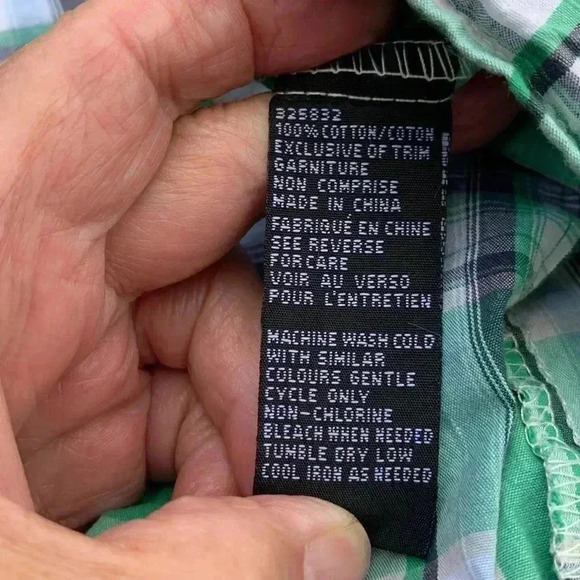 325832
100% COTTON/COTON
EXCLUSIVE OF TRIM
GARNITURE
NON COMPRISE
MADE IN CHINA
FABRIQUÉ EN CHINE
SEE REVERSE
FOR CARE
VOIR AU VERSO
POUR L'ENTRETIEN
MACHINE WASH COLD
WITH SIMILAR
COLOURS GENTLE
CYCLE ONLY
NON-CHLORINE
BLEACH WHEN NEEDED
TUMBLE DRY LOW
COOL IRON AS NEEDED